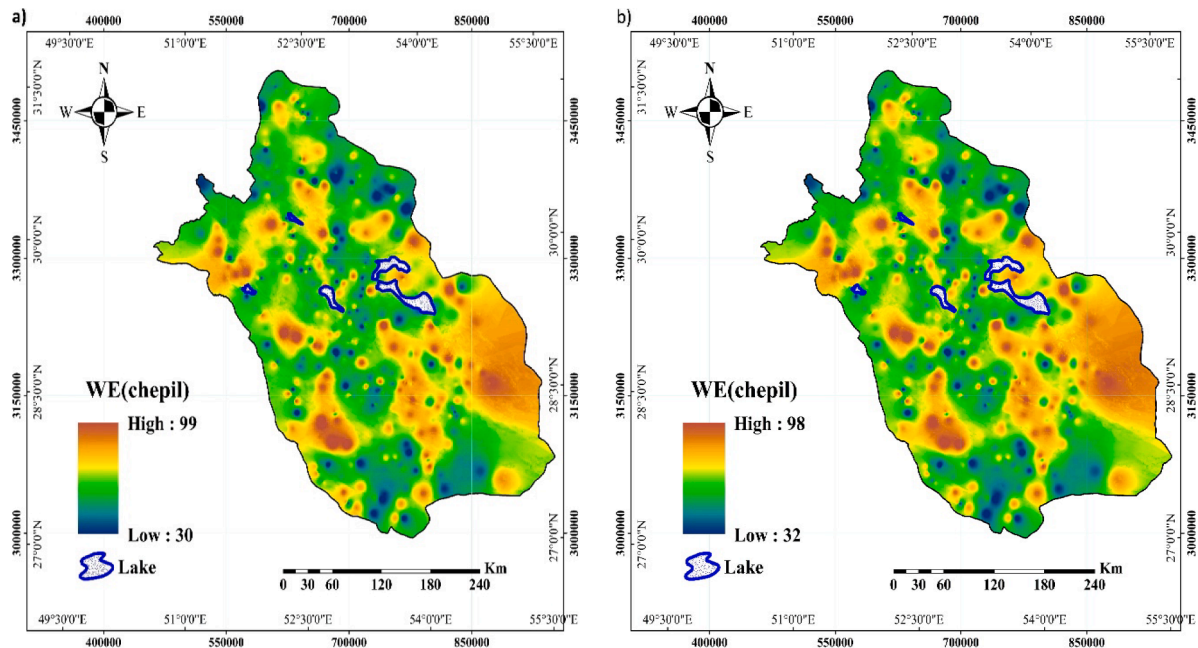 a)
400000 550000 700000 850000
49°30'0"E 51°0'0"E 52°30'0"E 54°0'0"E 55°30'0"E
N
W E
S
31°30'0"N 3450000
30°0'0"N 3300000
28°30'0"N 3150000
27°0'0"N 3000000
3450000 31°30'0"N
3300000 30°0'0"N
3150000 28°30'0"N
3000000 27°0'0"N
WE(chepil)
High : 99
Low : 30
Lake
Km
0 15 30 60 120 180 240
49°30'0"E 51°0'0"E 52°30'0"E 54°0'0"E 55°30'0"E
400000 550000 700000 850000
b)
400000 550000 700000 850000
49°30'0"E 51°0'0"E 52°30'0"E 54°0'0"E 55°30'0"E
N
W E
S
31°30'0"N 3450000
30°0'0"N 3300000
28°30'0"N 3150000
27°0'0"N 3000000
3450000 31°30'0"N
3300000 30°0'0"N
3150000 28°30'0"N
3000000 27°0'0"N
WE(chepil)
High : 98
Low : 32
Lake
Km
0 15 30 60 120 180 240
49°30'0"E 51°0'0"E 52°30'0"E 54°0'0"E 55°30'0"E
400000 550000 700000 850000